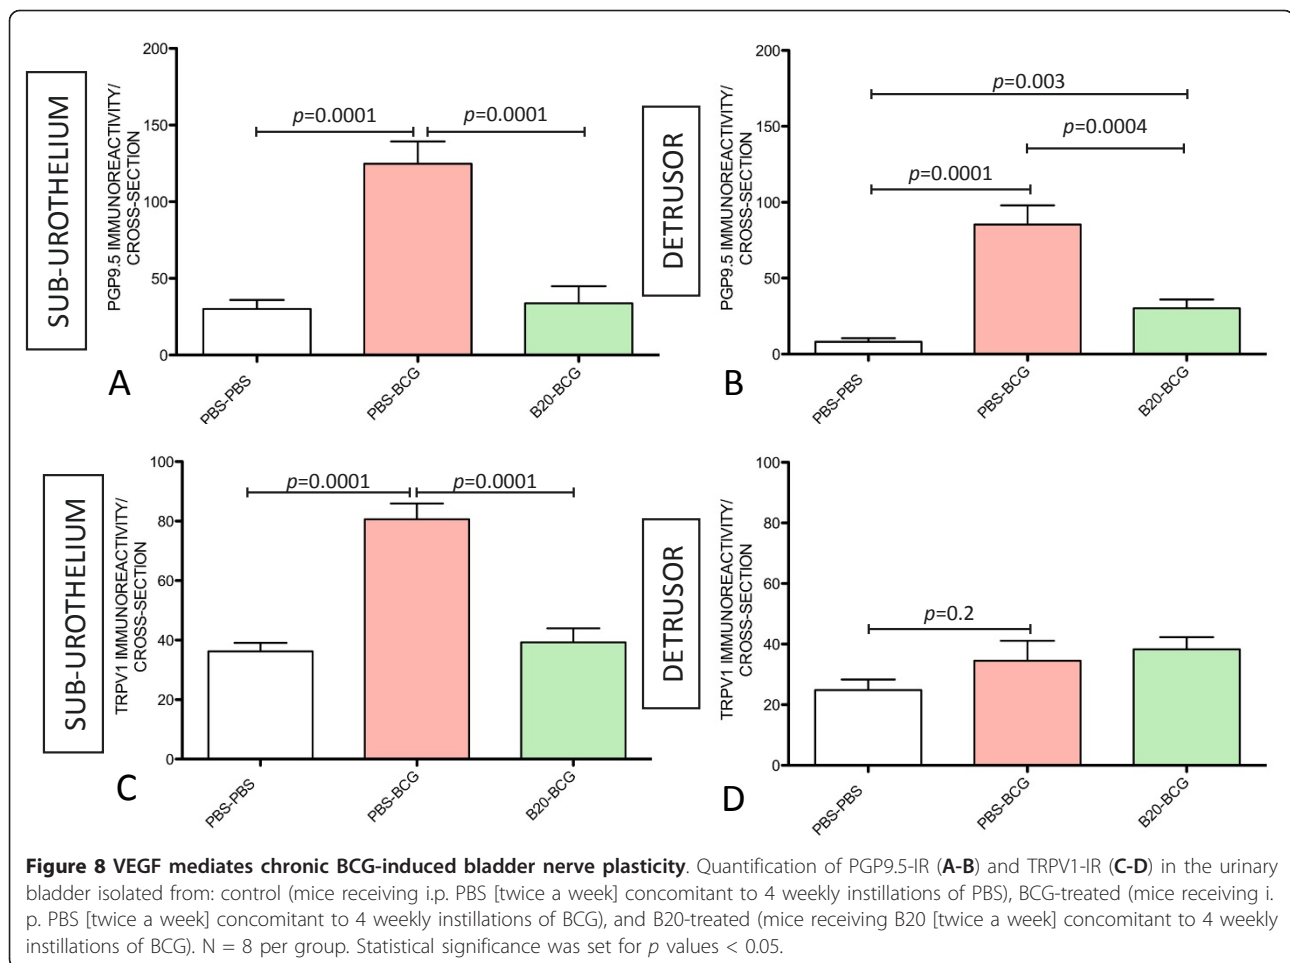 SUB-UROTHELIUM
PGP9.5 IMMUNOREACTIVITY/
CROSS-SECTION
200
150
100
50
0
p=0.0001
p=0.0001
PBS-PBS
PBS-BCG
B20-BCG
A
DETRUSOR
PGP9.5 IMMUNOREACTIVITY/
CROSS-SECTION
200
150
100
50
0
p=0.003
p=0.0004
p=0.0001
PBS-PBS
PBS-BCG
B20-BCG
B
SUB-UROTHELIUM
TRPV1 IMMUNOREACTIVITY/
CROSS-SECTION
100
80
60
40
20
0
p=0.0001
p=0.0001
PBS-PBS
PBS-BCG
B20-BCG
C
DETRUSOR
TRPV1 IMMUNOREACTIVITY/
CROSS-SECTION
100
80
60
40
20
0
p=0.2
PBS-PBS
PBS-BCG
B20-BCG
D
Figure 8 VEGF mediates chronic BCG-induced bladder nerve plasticity. Quantification of PGP9.5-IR (A-B) and TRPV1-IR (C-D) in the urinary
bladder isolated from: control (mice receiving i.p. PBS [twice a week] concomitant to 4 weekly instillations of PBS), BCG-treated (mice receiving i.
p. PBS [twice a week] concomitant to 4 weekly instillations of BCG), and B20-treated (mice receiving B20 [twice a week] concomitant to 4 weekly
instillations of BCG). N = 8 per group. Statistical significance was set for p values < 0.05.